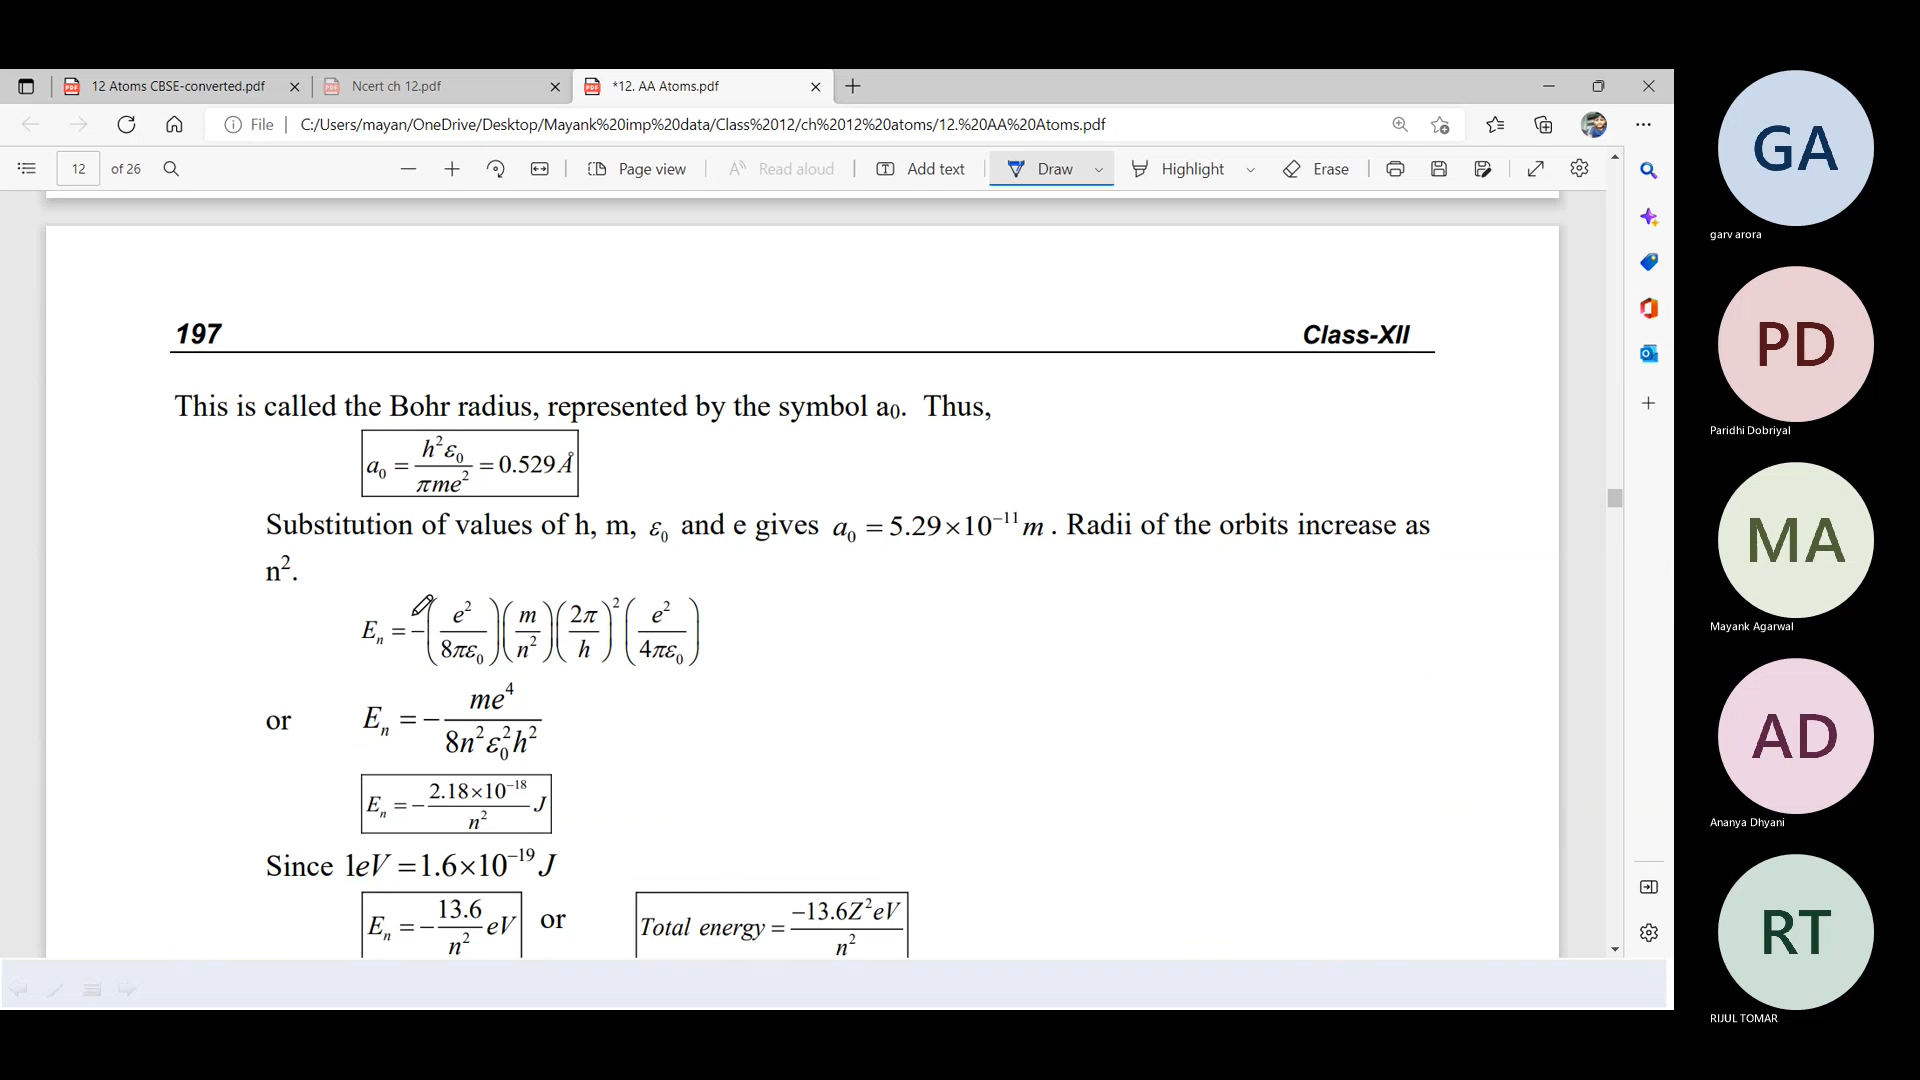 12 Atoms CBSE-converted.pdf
Ncert ch 12.pdf
*12. AA Atoms.pdf
File
C:/Users/mayan/OneDrive/Desktop/Mayank%20imp%20data/Class%2012/ch%2012%20atoms/12.%20AA%20Atoms.pdf
12 of 26
Page view
Read aloud
Add text
Draw
Highlight
Erase
197 Class-XII
This is called the Bohr radius, represented by the symbol a₀. Thus,
a₀ = h²ε₀ / πme² = 0.529 Å
Substitution of values of h, m, ε₀ and e gives a₀ = 5.29×10⁻¹¹ m . Radii of the orbits increase as
n².
Eₙ = −(e² / 8πε₀)(m / n²)(2π / h)²(e² / 4πε₀)
or Eₙ = − me⁴ / 8n²ε₀²h²
Eₙ = − 2.18×10⁻¹⁸ / n² J
Since 1eV = 1.6×10⁻¹⁹ J
Eₙ = − 13.6 / n² eV or Total energy = −13.6Z²eV / n²
GA
garv arora
PD
Paridhi Dobriyal
MA
Mayank Agarwal
AD
Ananya Dhyani
RT
RIJUL TOMAR